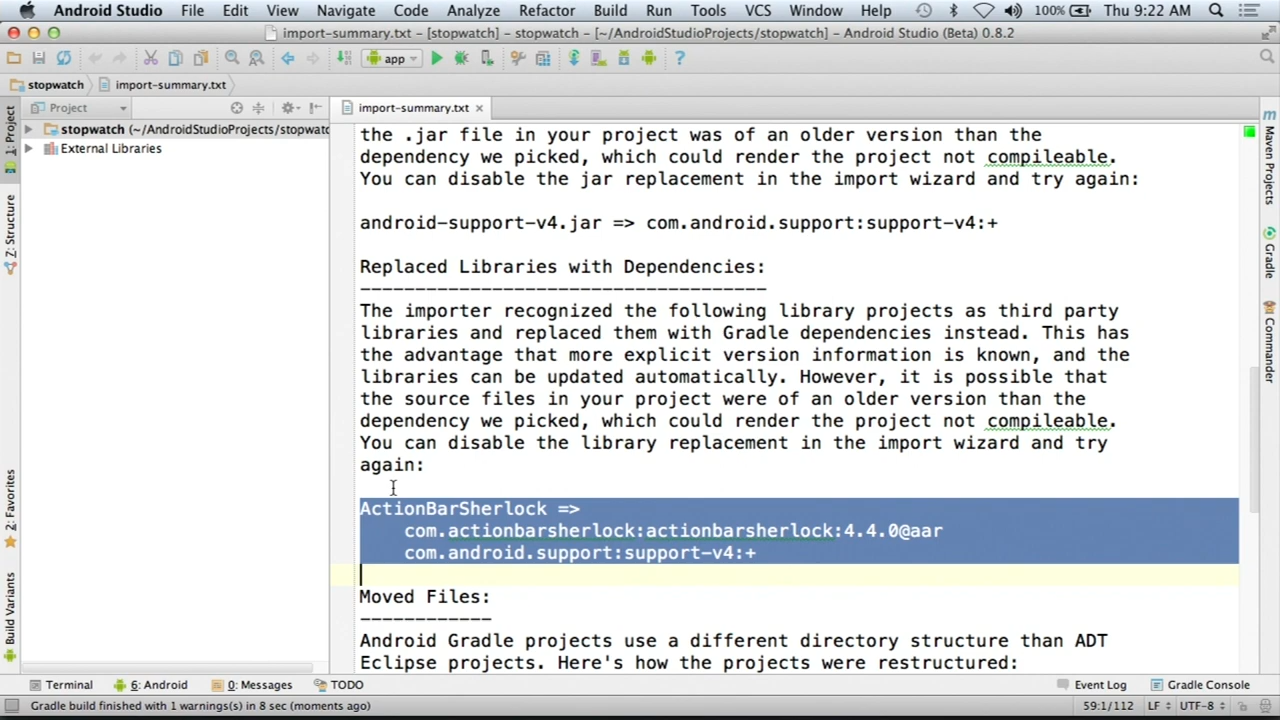 Android Studio File Edit View Navigate Code Analyze Refactor Build Run Tools VCS Window Help 100% Thu 9:22 AM
import-summary.txt - [stopwatch] - stopwatch - [~/AndroidStudioProjects/stopwatch] - Android Studio (Beta) 0.8.2
app
stopwatch import-summary.txt
Project import-summary.txt
stopwatch (~/AndroidStudioProjects/stopwatc
External Libraries
1: Project
Z: Structure
2: Favorites
Build Variants
the .jar file in your project was of an older version than the
dependency we picked, which could render the project not compileable.
You can disable the jar replacement in the import wizard and try again:
android-support-v4.jar => com.android.support:support-v4:+
Replaced Libraries with Dependencies:
-------------------------------------
The importer recognized the following library projects as third party
libraries and replaced them with Gradle dependencies instead. This has
the advantage that more explicit version information is known, and the
libraries can be updated automatically. However, it is possible that
the source files in your project were of an older version than the
dependency we picked, which could render the project not compileable.
You can disable the library replacement in the import wizard and try
again:
ActionBarSherlock =>
com.actionbarsherlock:actionbarsherlock:4.4.0@aar
com.android.support:support-v4:+
Moved Files:
------------
Android Gradle projects use a different directory structure than ADT
Eclipse projects. Here's how the projects were restructured:
Maven Projects
Gradle
Commander
Terminal 6: Android 0: Messages TODO Event Log Gradle Console
Gradle build finished with 1 warnings(s) in 8 sec (moments ago) 59:1/112 LF UTF-8